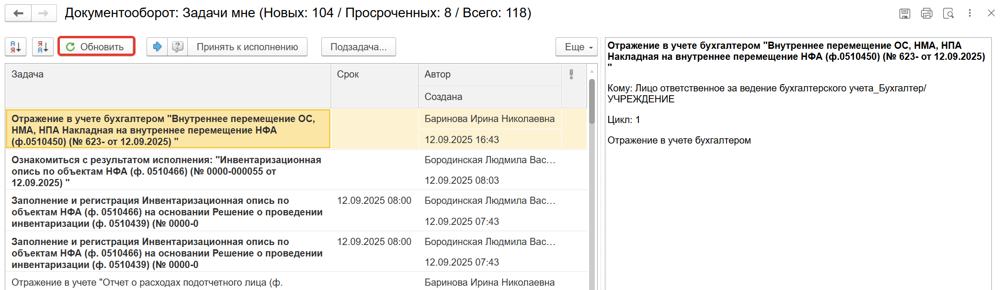 Документооборот: Задачи мне (Новых: 104 / Просроченных: 8 / Всего: 118)
А
Я
Я
А
Обновить
Принять к исполнению
Подзадача...
Еще
Задача
Срок
Автор
Создана
Отражение в учете бухгалтером "Внутреннее перемещение ОС,
НМА, НПА Накладная на внутреннее перемещение НФА
(ф.0510450) (№ 623- от 12.09.2025) "
Баринова Ирина Николаевна
12.09.2025 16:43
Ознакомиться с результатом исполнения: "Инвентаризационная
опись по объектам НФА (ф. 0510466) (№ 0000-000055 от
12.09.2025) "
Бородинская Людмила Вас...
12.09.2025 08:03
Заполнение и регистрация Инвентаризационная опись по
объектам НФА (ф. 0510466) на основании Решение о проведении
инвентаризации (ф. 0510439) (№ 0000-0
12.09.2025 08:00
Бородинская Людмила Вас...
12.09.2025 07:43
Заполнение и регистрация Инвентаризационная опись по
объектам НФА (ф. 0510466) на основании Решение о проведении
инвентаризации (ф. 0510439) (№ 0000-0
12.09.2025 08:00
Бородинская Людмила Вас...
12.09.2025 07:43
Отражение в учете "Отчет о расходах подотчетного лица (ф.
Баринова Ирина Николаевна
Отражение в учете бухгалтером "Внутреннее перемещение ОС, НМА, НПА
Накладная на внутреннее перемещение НФА (ф.0510450) (№ 623- от 12.09.2025)
"
Кому: Лицо ответственное за ведение бухгалтерского учета_Бухгалтер/
УЧРЕЖДЕНИЕ
Цикл: 1
Отражение в учете бухгалтером